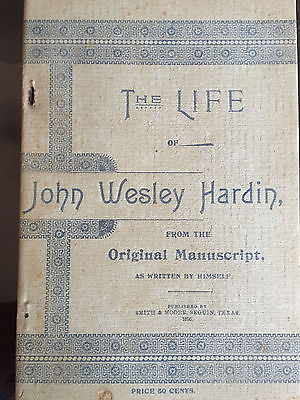 THE LIFE
OF
John Wesley Hardin,
FROM THE
Original Manuscript,
AS WRITTEN BY HIMSELF.
PUBLISHED BY
SMITH & MOORE, SEGUIN, TEXAS,
1896.
PRICE 50 CENTS.